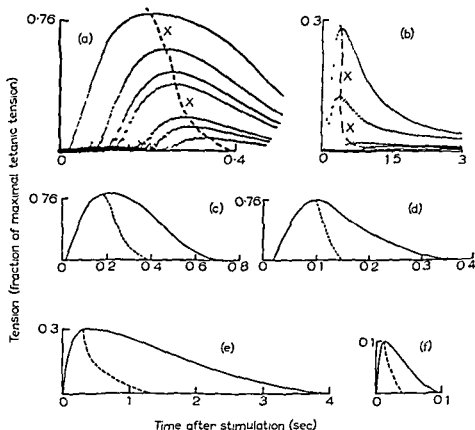 0·76 (a) X X
0 0·4
0·3 (b) X X
0 1·5 3
Tension (fraction of maximal tetanic tension)
0·76 (c)
0 0·2 0·4 0·6 0·8
0·76 (d)
0 0·1 0·2 0·3 0·4
0·3 (e)
0 1 2 3 4
0·1 (f)
0 0·1
Time after stimulation (sec)